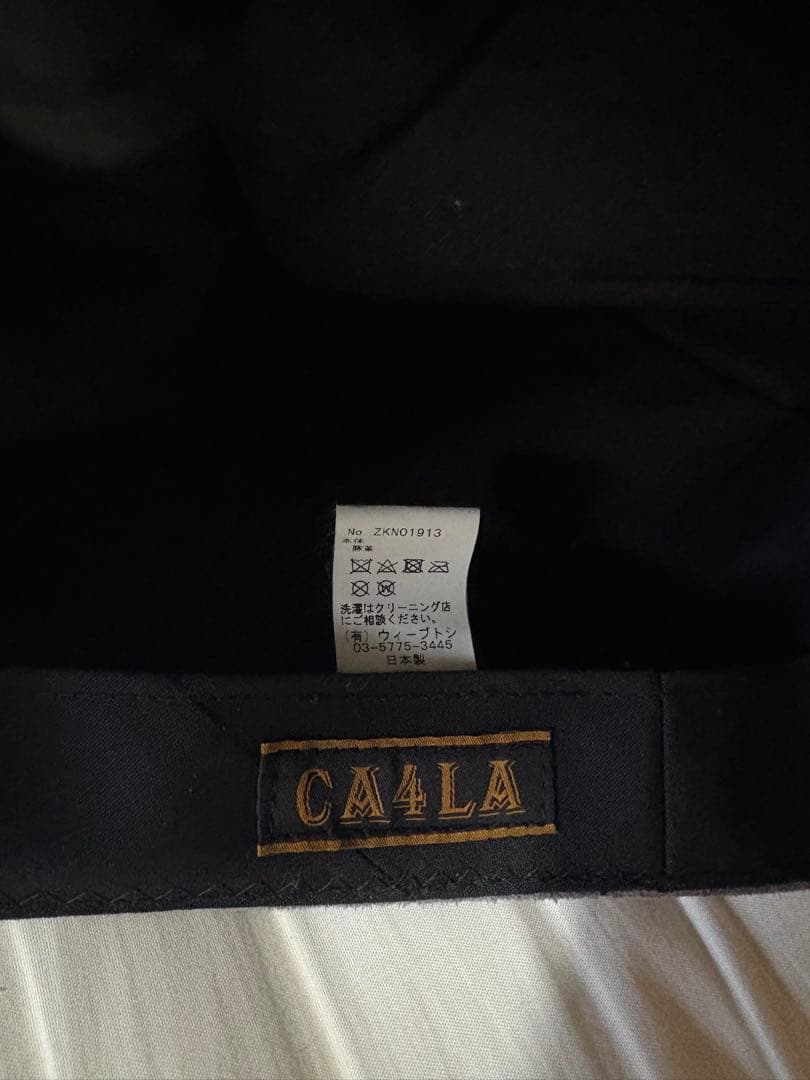 No ZKN01913
本体
豚革
洗濯はクリーニング店
にご相談ください。
(有) ウィーブトシ
03-5775-3445
日本製
CA4LA